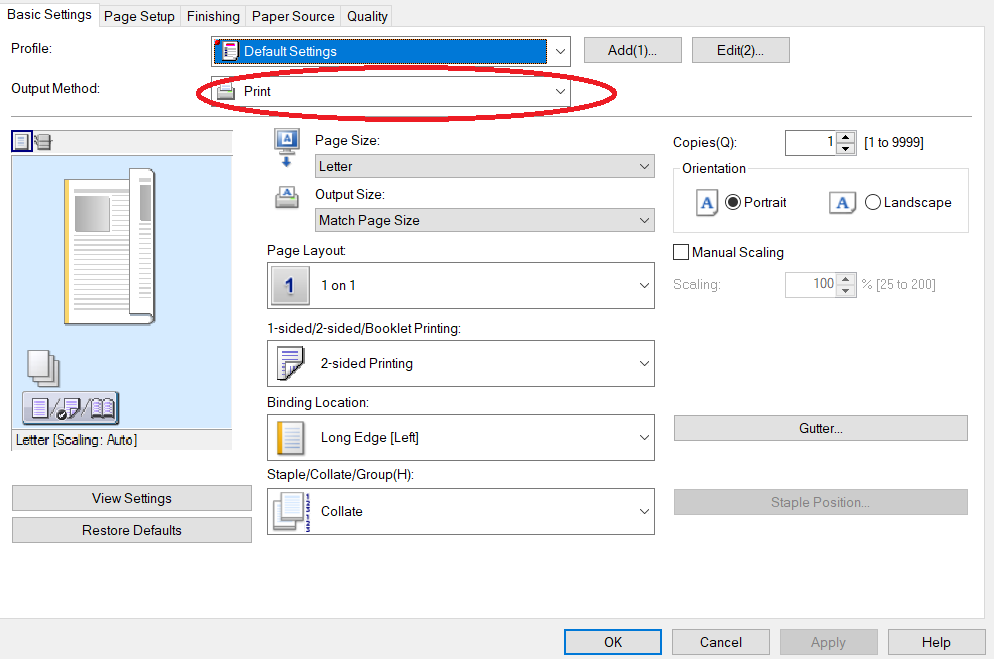 Basic Settings Page Setup Finishing Paper Source Quality
Profile: Default Settings Add(1)... Edit(2)...
Output Method: Print
Page Size:
Letter
Output Size:
Match Page Size
Page Layout:
1 1 on 1
1-sided/2-sided/Booklet Printing:
2-sided Printing
Binding Location:
Long Edge [Left]
Staple/Collate/Group(H):
Collate
Copies(Q): 1 [1 to 9999]
Orientation
A Portrait A Landscape
Manual Scaling
Scaling: 100 % [25 to 200]
Gutter...
Staple Position...
Letter [Scaling: Auto]
View Settings
Restore Defaults
OK Cancel Apply Help